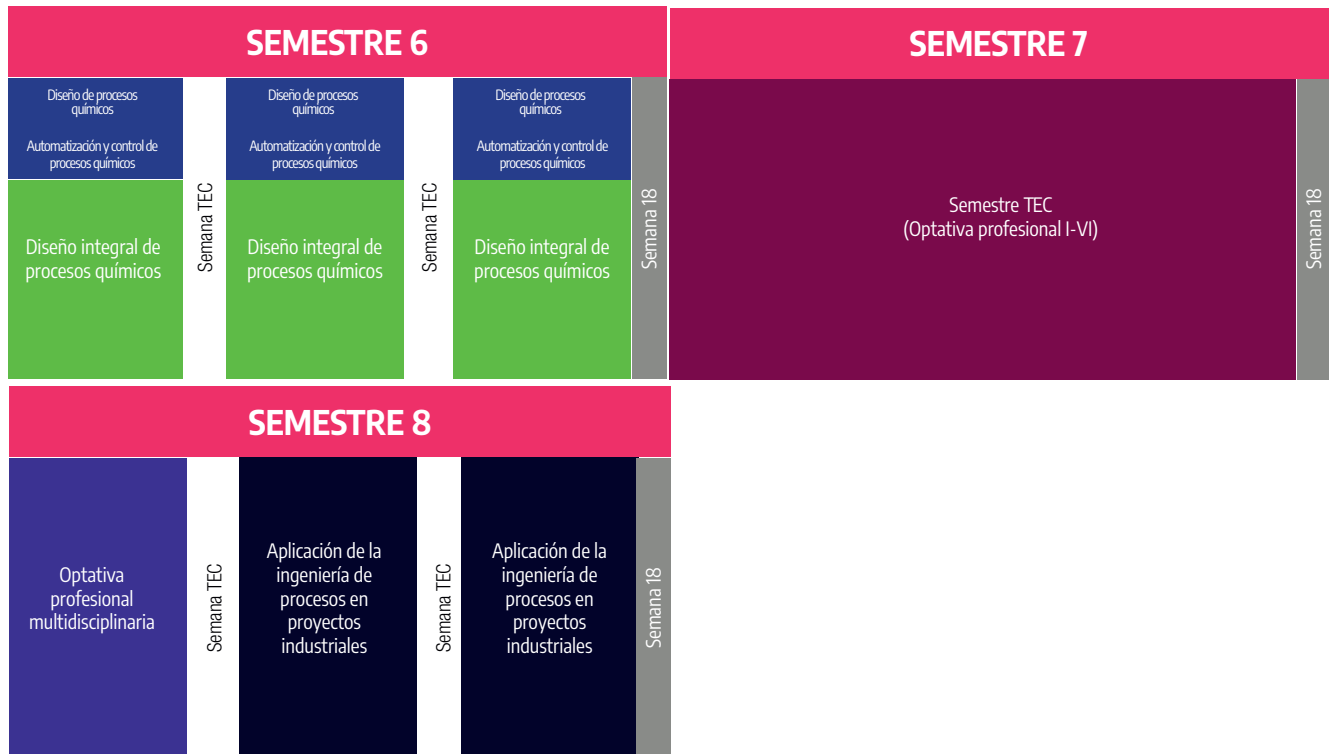 SEMESTRE 6
Diseño de procesos
químicos
Automatización y control de
procesos químicos
Diseño integral de
procesos químicos
Semana TEC
Diseño de procesos
químicos
Automatización y control de
procesos químicos
Diseño integral de
procesos químicos
Semana TEC
Diseño de procesos
químicos
Automatización y control de
procesos químicos
Diseño integral de
procesos químicos
Semana 18
SEMESTRE 7
Semestre TEC
(Optativa profesional I-VI)
Semana 18
SEMESTRE 8
Optativa
profesional
multidisciplinaria
Semana TEC
Aplicación de la
ingeniería de
procesos en
proyectos
industriales
Semana TEC
Aplicación de la
ingeniería de
procesos en
proyectos
industriales
Semana 18